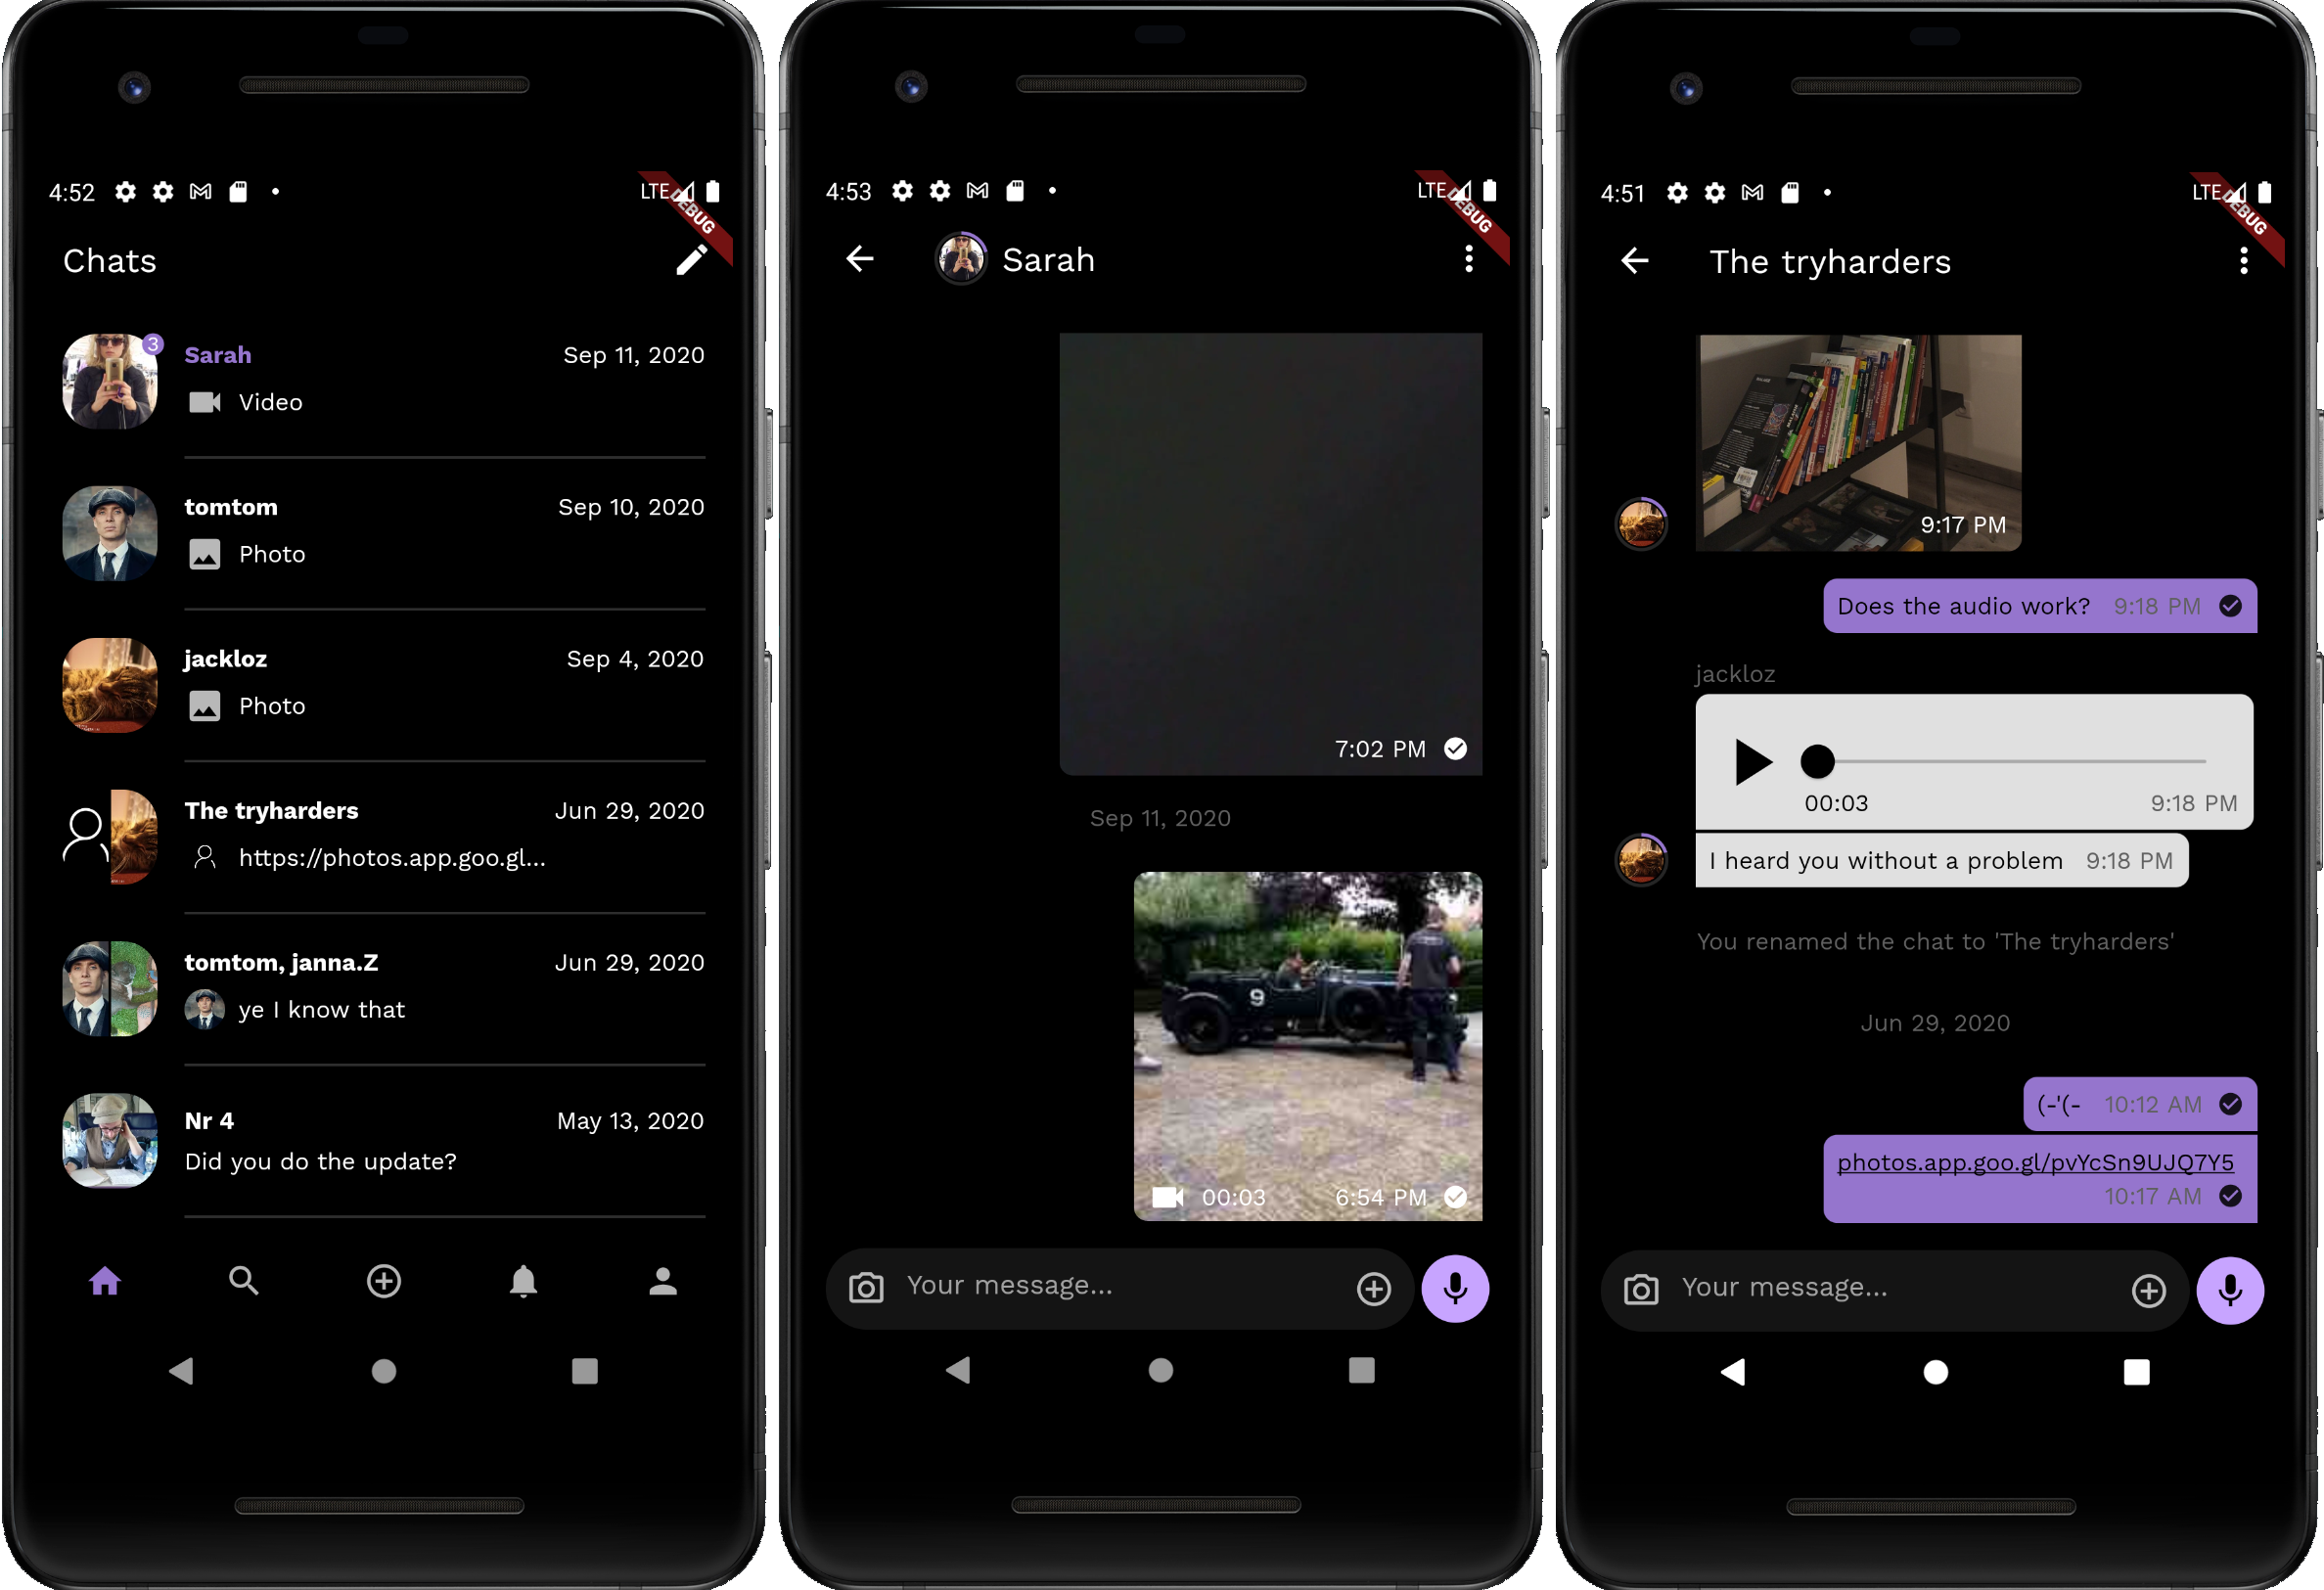 4:52
LTE
DEBUG
Chats
3
Sarah
Sep 11, 2020
Video
tomtom
Sep 10, 2020
Photo
jackloz
Sep 4, 2020
Photo
The tryharders
Jun 29, 2020
https://photos.app.goo.gl...
tomtom, janna.Z
Jun 29, 2020
ye I know that
Nr 4
May 13, 2020
Did you do the update?
4:53
LTE
DEBUG
Sarah
7:02 PM
Sep 11, 2020
9
00:03
6:54 PM
Your message...
4:51
LTE
DEBUG
The tryharders
9:17 PM
Does the audio work? 9:18 PM
jackloz
00:03
9:18 PM
I heard you without a problem 9:18 PM
You renamed the chat to 'The tryharders'
Jun 29, 2020
(-'(- 10:12 AM
photos.app.goo.gl/pvYcSn9UJQ7Y5
10:17 AM
Your message...